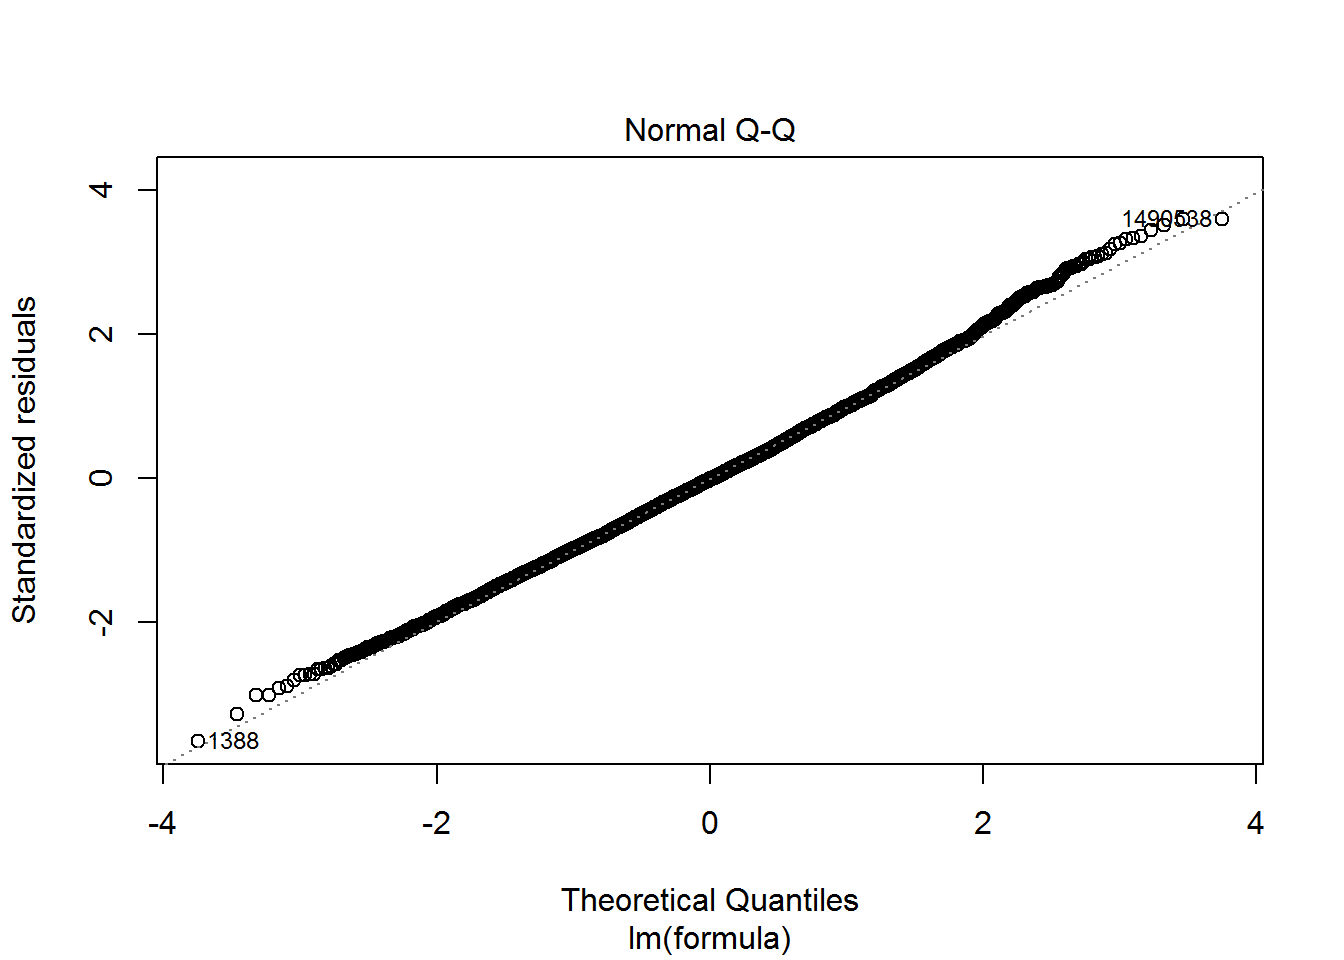 Normal Q-Q
Standardized residuals
4
2
0
-2
1388
-4
-2
0
2
4
Theoretical Quantiles
lm(formula)